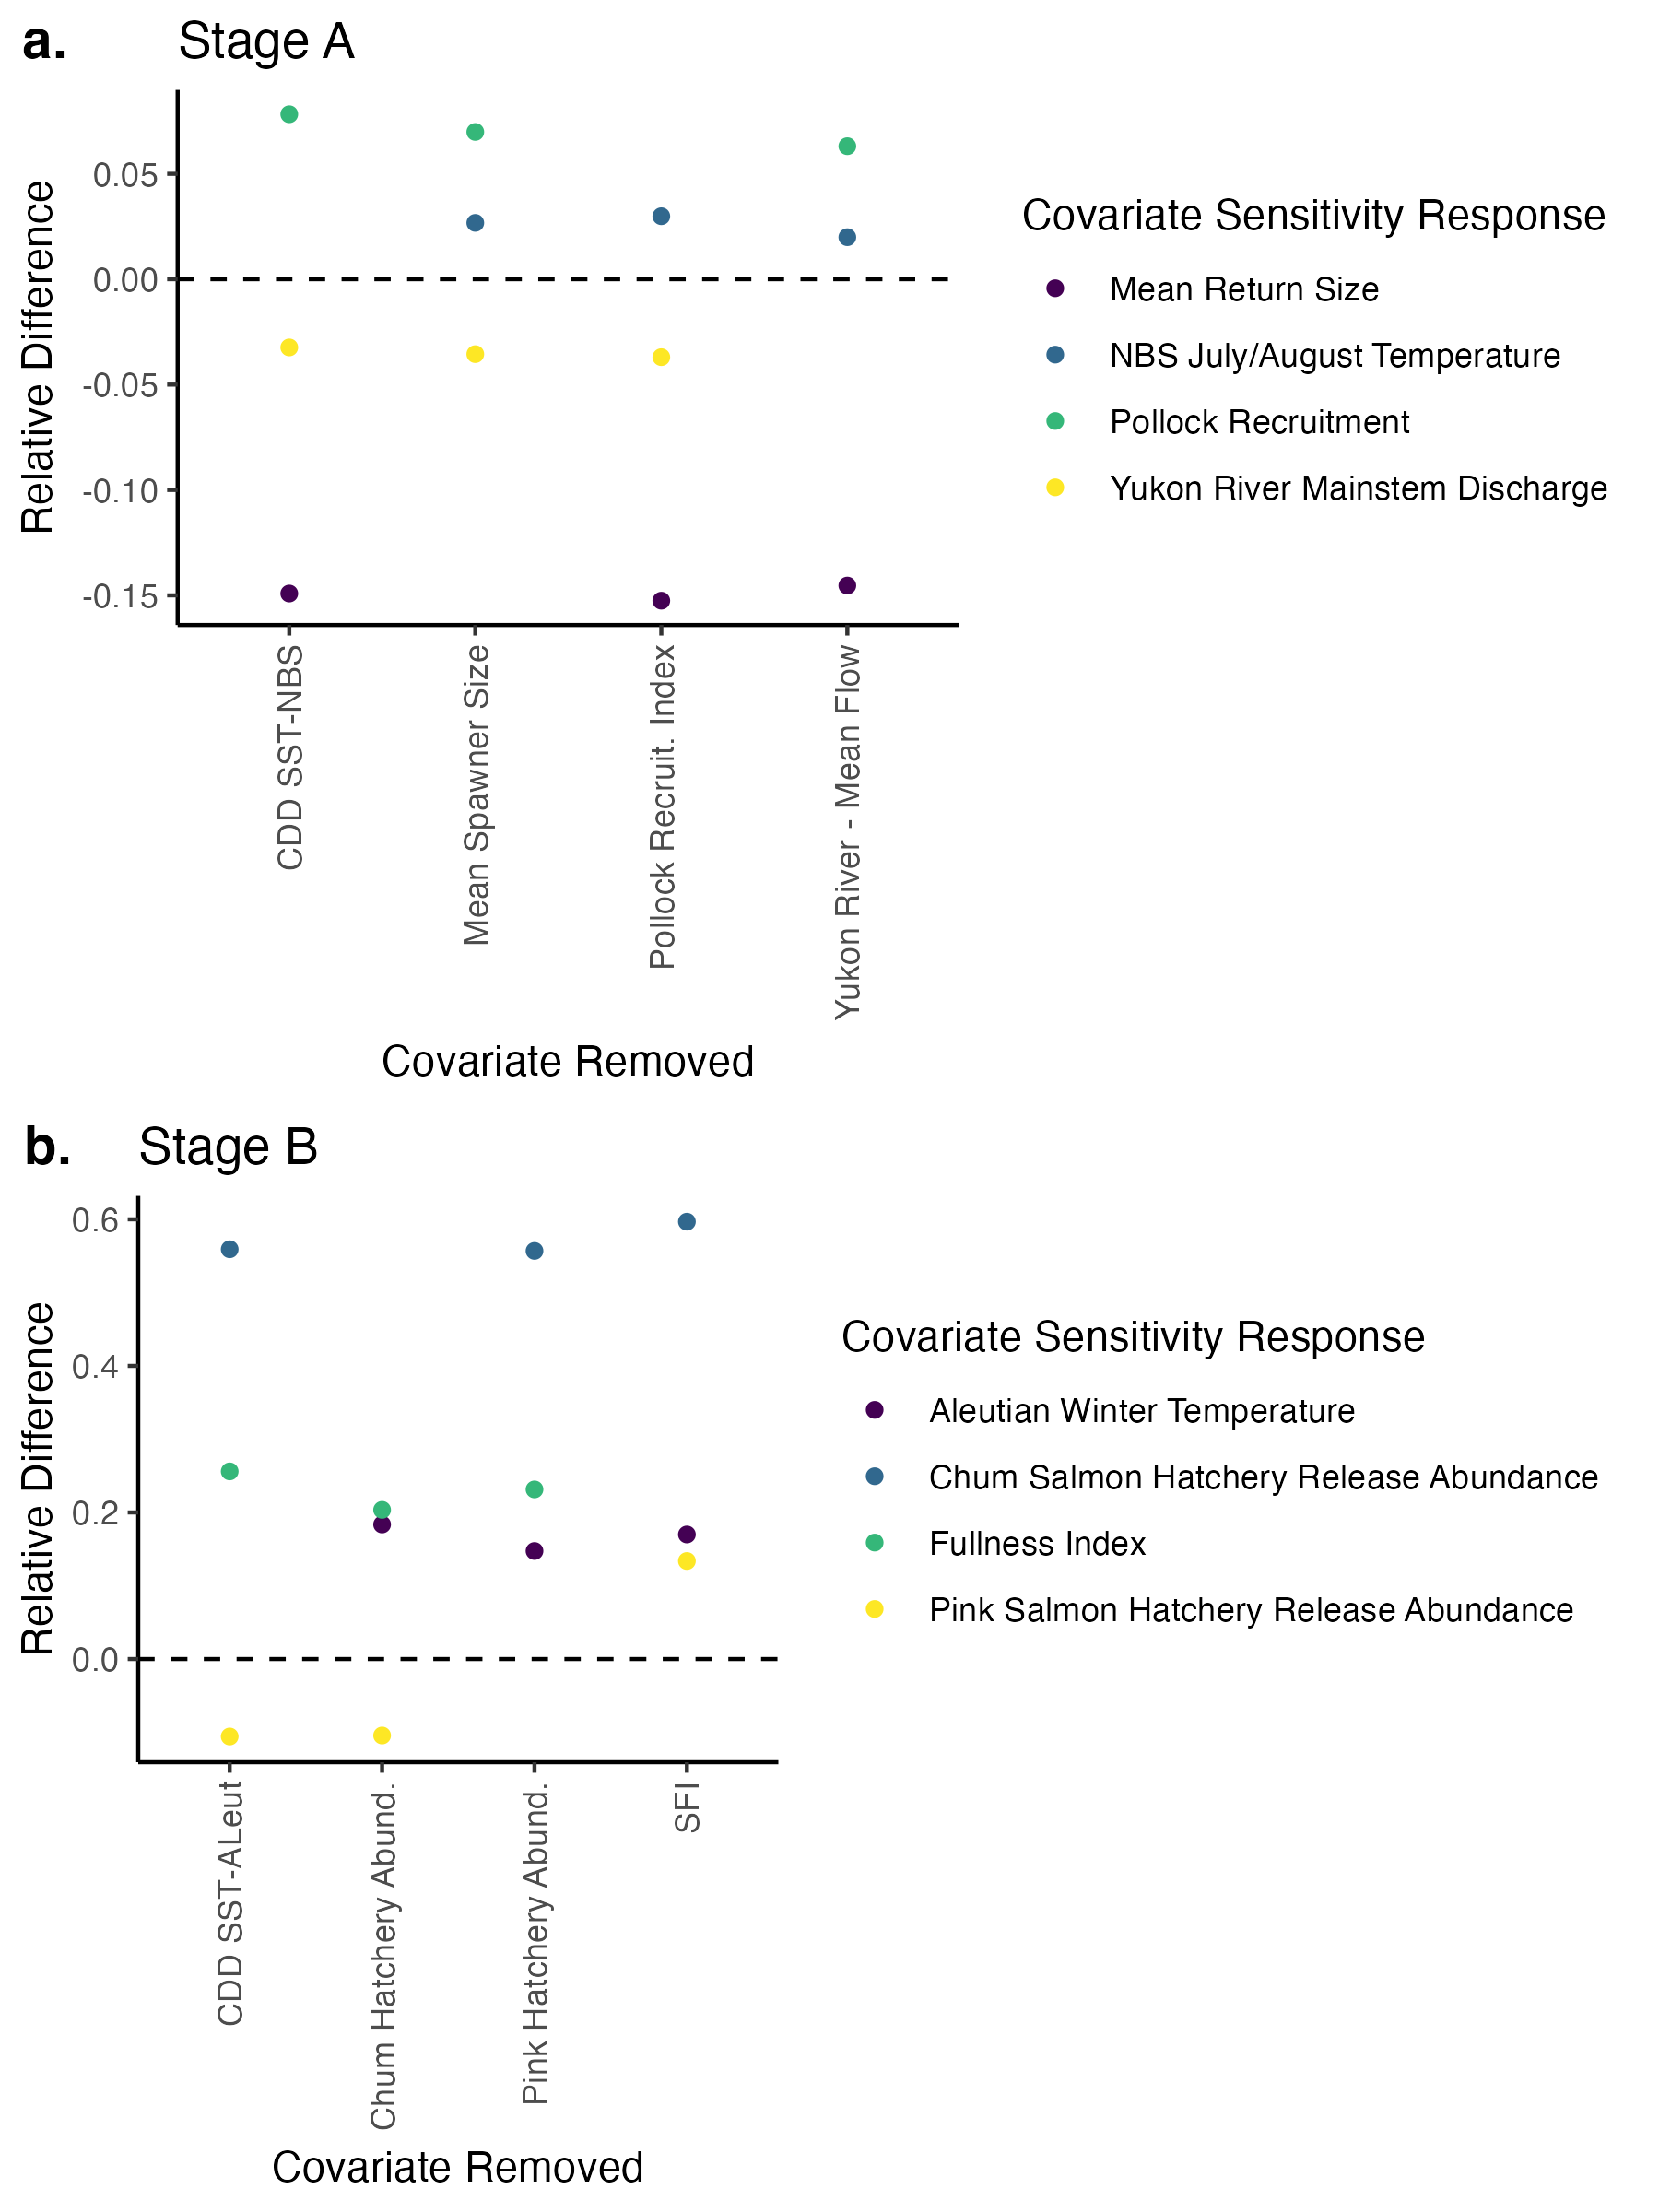 a. Stage A
Relative Difference
0.05
0.00
-0.05
-0.10
-0.15
CDD SST-NBS
Mean Spawner Size
Pollock Recruit. Index
Yukon River - Mean Flow
Covariate Removed
Covariate Sensitivity Response
Mean Return Size
NBS July/August Temperature
Pollock Recruitment
Yukon River Mainstem Discharge
b. Stage B
Relative Difference
0.6
0.4
0.2
0.0
CDD SST-ALeut
Chum Hatchery Abund.
Pink Hatchery Abund.
SFI
Covariate Removed
Covariate Sensitivity Response
Aleutian Winter Temperature
Chum Salmon Hatchery Release Abundance
Fullness Index
Pink Salmon Hatchery Release Abundance